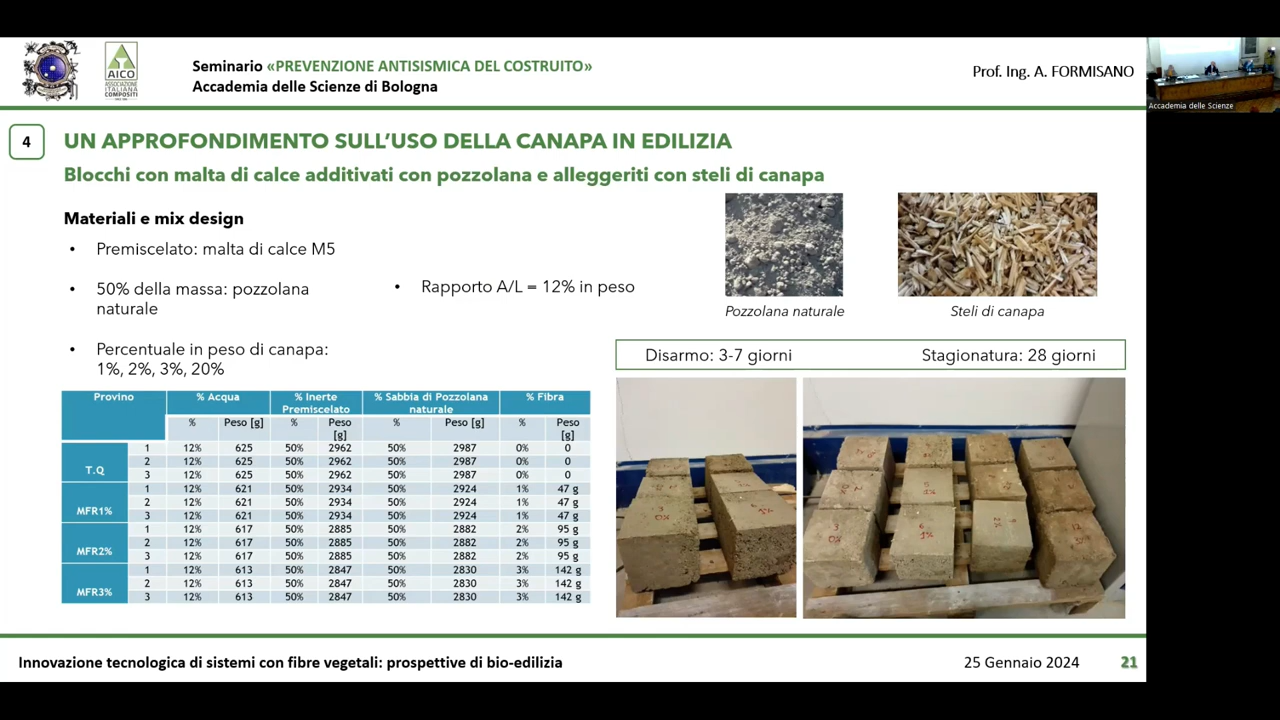 AICO
ASSOCIAZIONE
ITALIANA
COMPOSITI
Seminario «PREVENZIONE ANTISISMICA DEL COSTRUITO»
Accademia delle Scienze di Bologna
Prof. Ing. A. FORMISANO
Accademia delle Scienze
4
UN APPROFONDIMENTO SULL’USO DELLA CANAPA IN EDILIZIA
Blocchi con malta di calce additivati con pozzolana e alleggeriti con steli di canapa
Materiali e mix design
• Premiscelato: malta di calce M5
• 50% della massa: pozzolana
naturale
• Percentuale in peso di canapa:
1%, 2%, 3%, 20%
• Rapporto A/L = 12% in peso
Pozzolana naturale
Steli di canapa
Disarmo: 3-7 giorni Stagionatura: 28 giorni
Provino % Acqua % Inerte Premiscelato % Sabbia di Pozzolana naturale % Fibra
% Peso [g] % Peso [g] % Peso [g] % Peso [g]
T.Q 1 12% 625 50% 2962 50% 2987 0% 0
2 12% 625 50% 2962 50% 2987 0% 0
3 12% 625 50% 2962 50% 2987 0% 0
MFR1% 1 12% 621 50% 2934 50% 2924 1% 47 g
2 12% 621 50% 2934 50% 2924 1% 47 g
3 12% 621 50% 2934 50% 2924 1% 47 g
MFR2% 1 12% 617 50% 2885 50% 2882 2% 95 g
2 12% 617 50% 2885 50% 2882 2% 95 g
3 12% 617 50% 2885 50% 2882 2% 95 g
MFR3% 1 12% 613 50% 2847 50% 2830 3% 142 g
2 12% 613 50% 2847 50% 2830 3% 142 g
3 12% 613 50% 2847 50% 2830 3% 142 g
3
0%
3
0%
6
1%
12
Innovazione tecnologica di sistemi con fibre vegetali: prospettive di bio-edilizia
25 Gennaio 2024
21